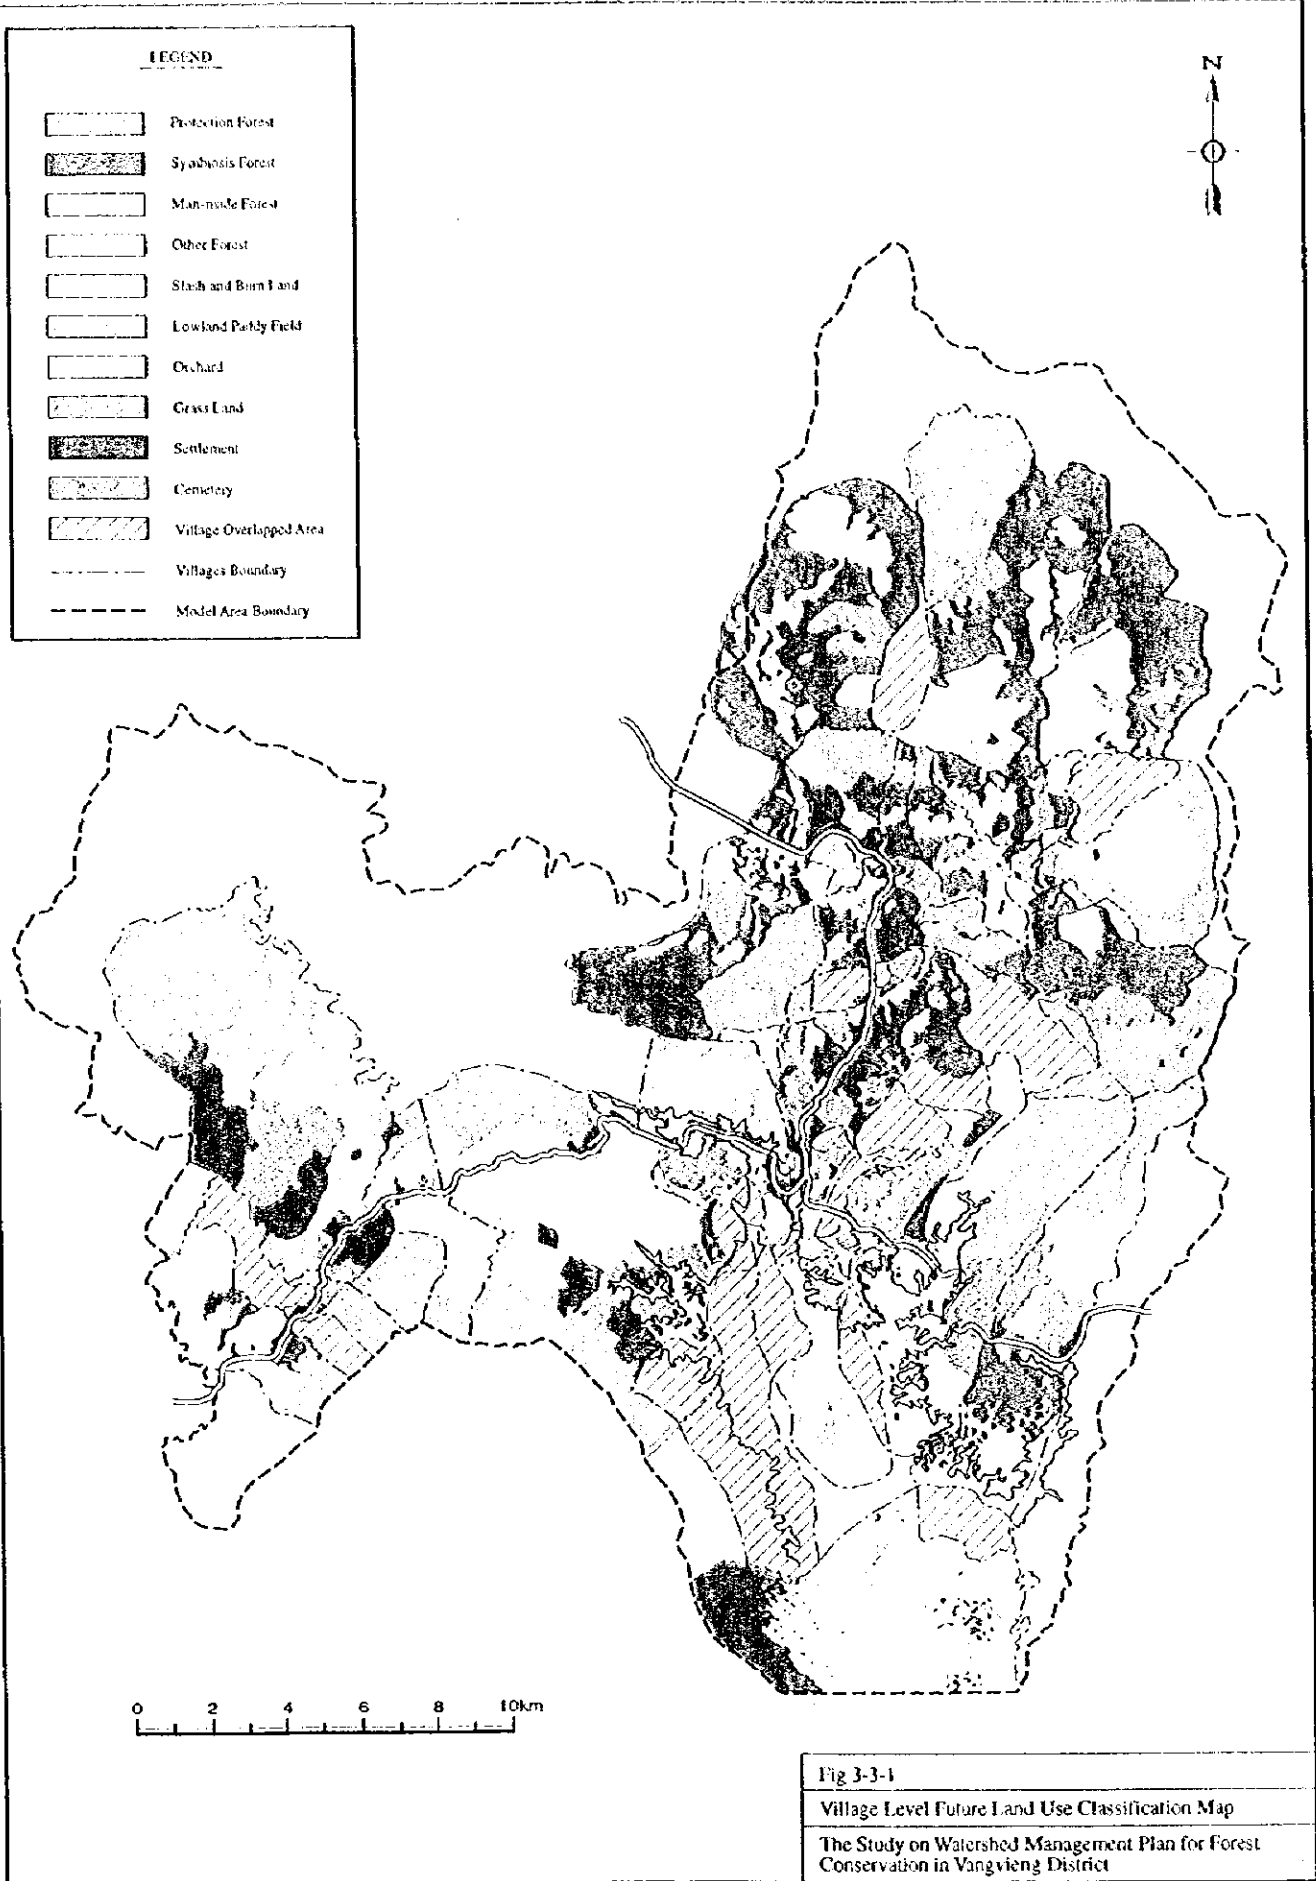 LEGEND
Protection Forest
Symbiosis Forest
Man-made Forest
Other Forest
Slash and Burn Land
Lowland Paddy Field
Orchard
Grass Land
Settlement
Cemetery
Village Overlapped Area
Villages Boundary
Model Area Boundary
N
0 2 4 6 8 10km
Fig 3-3-1
Village Level Future Land Use Classification Map
The Study on Watershed Management Plan for Forest
Conservation in Vangvieng District